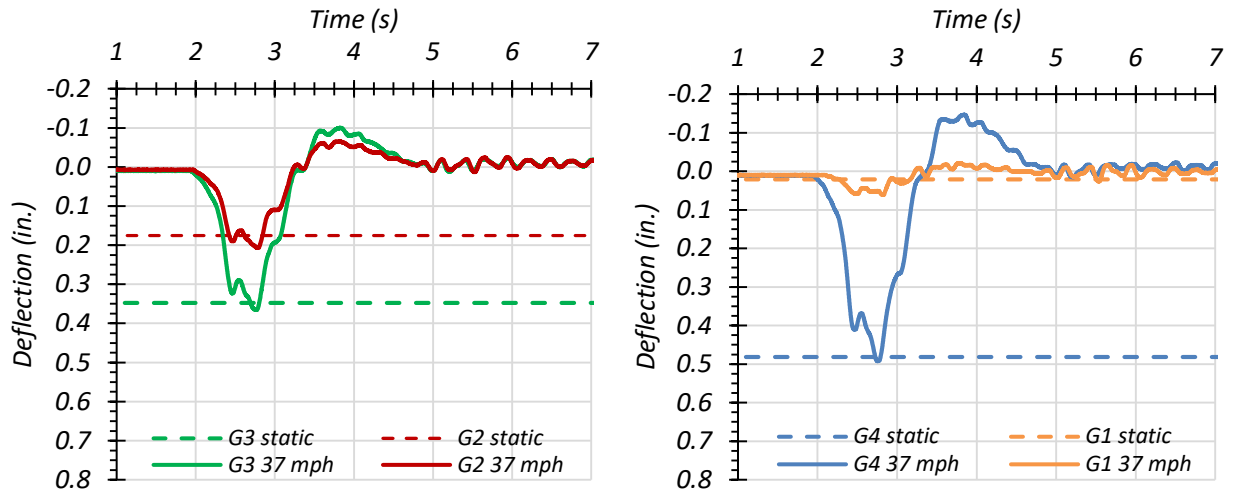 Time (s)
1 2 3 4 5 6 7
-0.2
-0.1
0.0
0.1
0.2
0.3
0.4
0.5
0.6
0.7
0.8
Deflection (in.)
G3 static G2 static
G3 37 mph G2 37 mph
Time (s)
1 2 3 4 5 6 7
-0.2
-0.1
0.0
0.1
0.2
0.3
0.4
0.5
0.6
0.7
0.8
Deflection (in.)
G4 static G1 static
G4 37 mph G1 37 mph